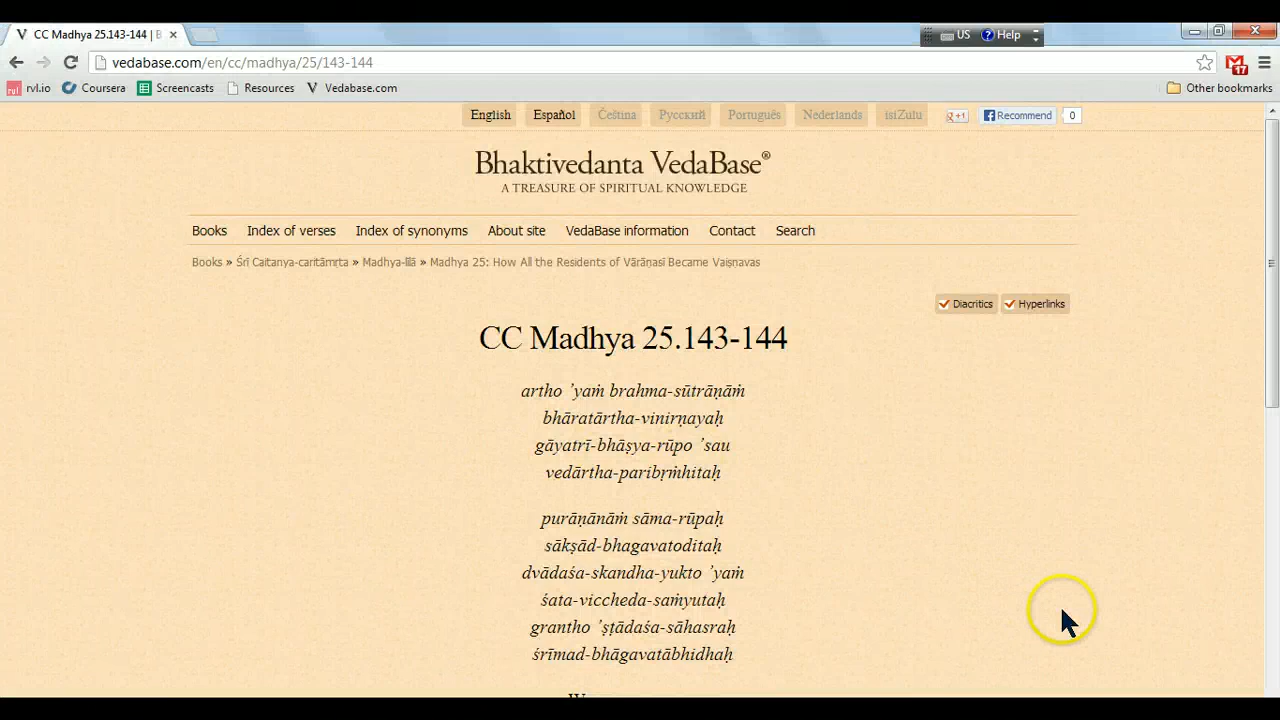 CC Madhya 25.143-144 | B
US Help
vedabase.com/en/cc/madhya/25/143-144
17
rvl.io Coursera Screencasts Resources Vedabase.com Other bookmarks
English Español Čeština Русский Português Nederlands isiZulu +1 Recommend 0
Bhaktivedanta VedaBase®
A TREASURE OF SPIRITUAL KNOWLEDGE
Books Index of verses Index of synonyms About site VedaBase information Contact Search
Books » Śrī Caitanya-caritāmṛta » Madhya-līlā » Madhya 25: How All the Residents of Vārāṇasī Became Vaiṣṇavas
Diacritics Hyperlinks
CC Madhya 25.143-144
artho ’yaṁ brahma-sūtrāṇāṁ
bhāratārtha-vinirṇayaḥ
gāyatrī-bhāṣya-rūpo ’sau
vedārtha-paribṛṁhitaḥ
purāṇānāṁ sāma-rūpaḥ
sākṣād-bhagavatoditaḥ
dvādaśa-skandha-yukto ’yaṁ
śata-viccheda-saṁyutaḥ
grantho ’ṣṭādaśa-sāhasraḥ
śrīmad-bhāgavatābhidhaḥ